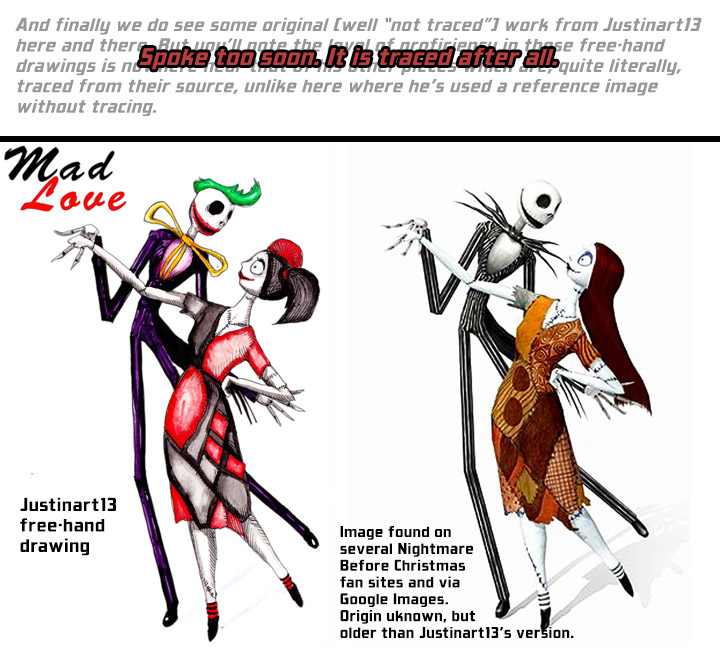 And finally we do see some original (well “not traced”) work from Justinart13
here and there. But you'll note the level of proficiency in these free-hand
Spoke too soon. It is traced after all.
drawings is nowhere near that of his other pieces which are, quite literally,
traced from their source, unlike here where he's used a reference image
without tracing.
Mad
Love
Justinart13
free-hand
drawing
Image found on
several Nightmare
Before Christmas
fan sites and via
Google Images.
Origin uknown, but
older than Justinart13's version.